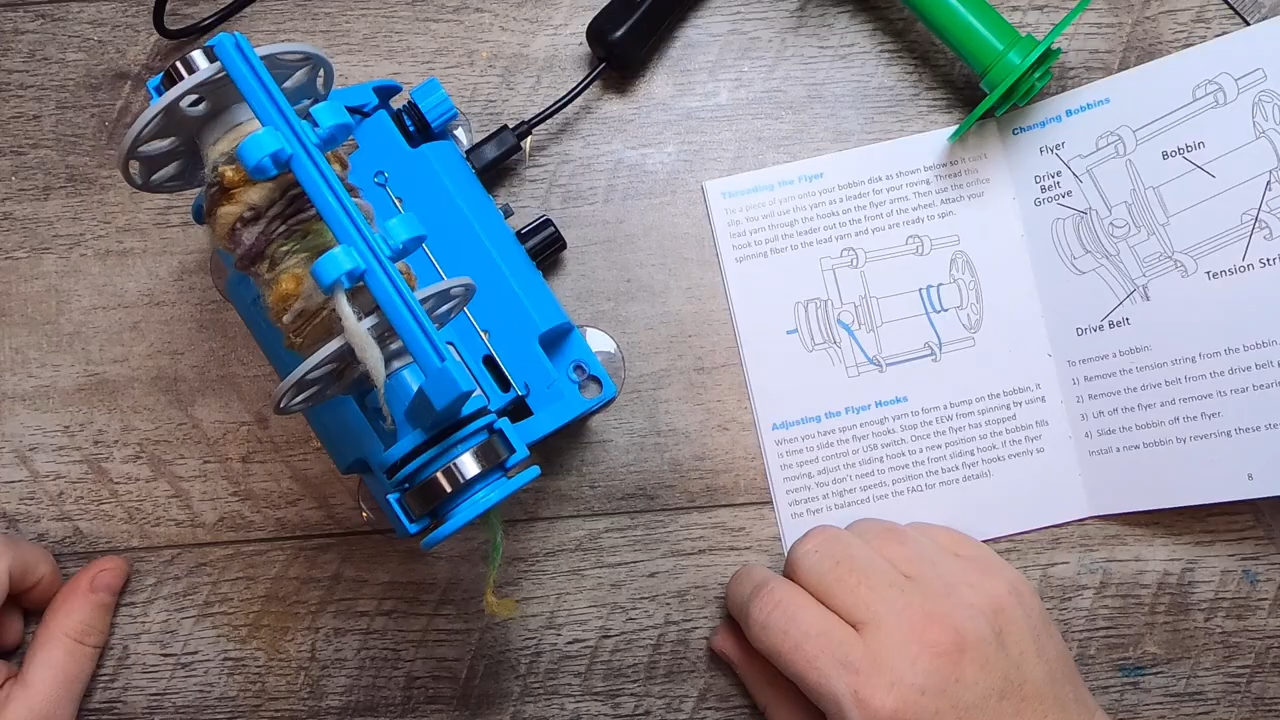 Threading the Flyer
Tie a piece of yarn onto your bobbin disk as shown below so it can't
slip. You will use this yarn as a leader for your roving. Thread this
lead yarn through the hooks on the flyer arms. Then use the orifice
hook to pull the leader out to the front of the wheel. Attach your
spinning fiber to the lead yarn and you are ready to spin.
Adjusting the Flyer Hooks
When you have spun enough yarn to form a bump on the bobbin, it
is time to slide the flyer hooks. Stop the EEW from spinning by using
the speed control or USB switch. Once the flyer has stopped
moving, adjust the sliding hook to a new position so the bobbin fills
evenly. You don't need to move the front sliding hook. If the flyer
vibrates at higher speeds, position the back flyer hooks evenly so
the flyer is balanced (see the FAQ for more details).
Changing Bobbins
Flyer
Bobbin
Drive
Belt
Groove
Tension Stri
Drive Belt
To remove a bobbin:
1) Remove the tension string from the bobbin.
2) Remove the drive belt from the drive belt
3) Lift off the flyer and remove its rear
4) Slide the bobbin off the flyer.
Install a new bobbin by reversing these
8